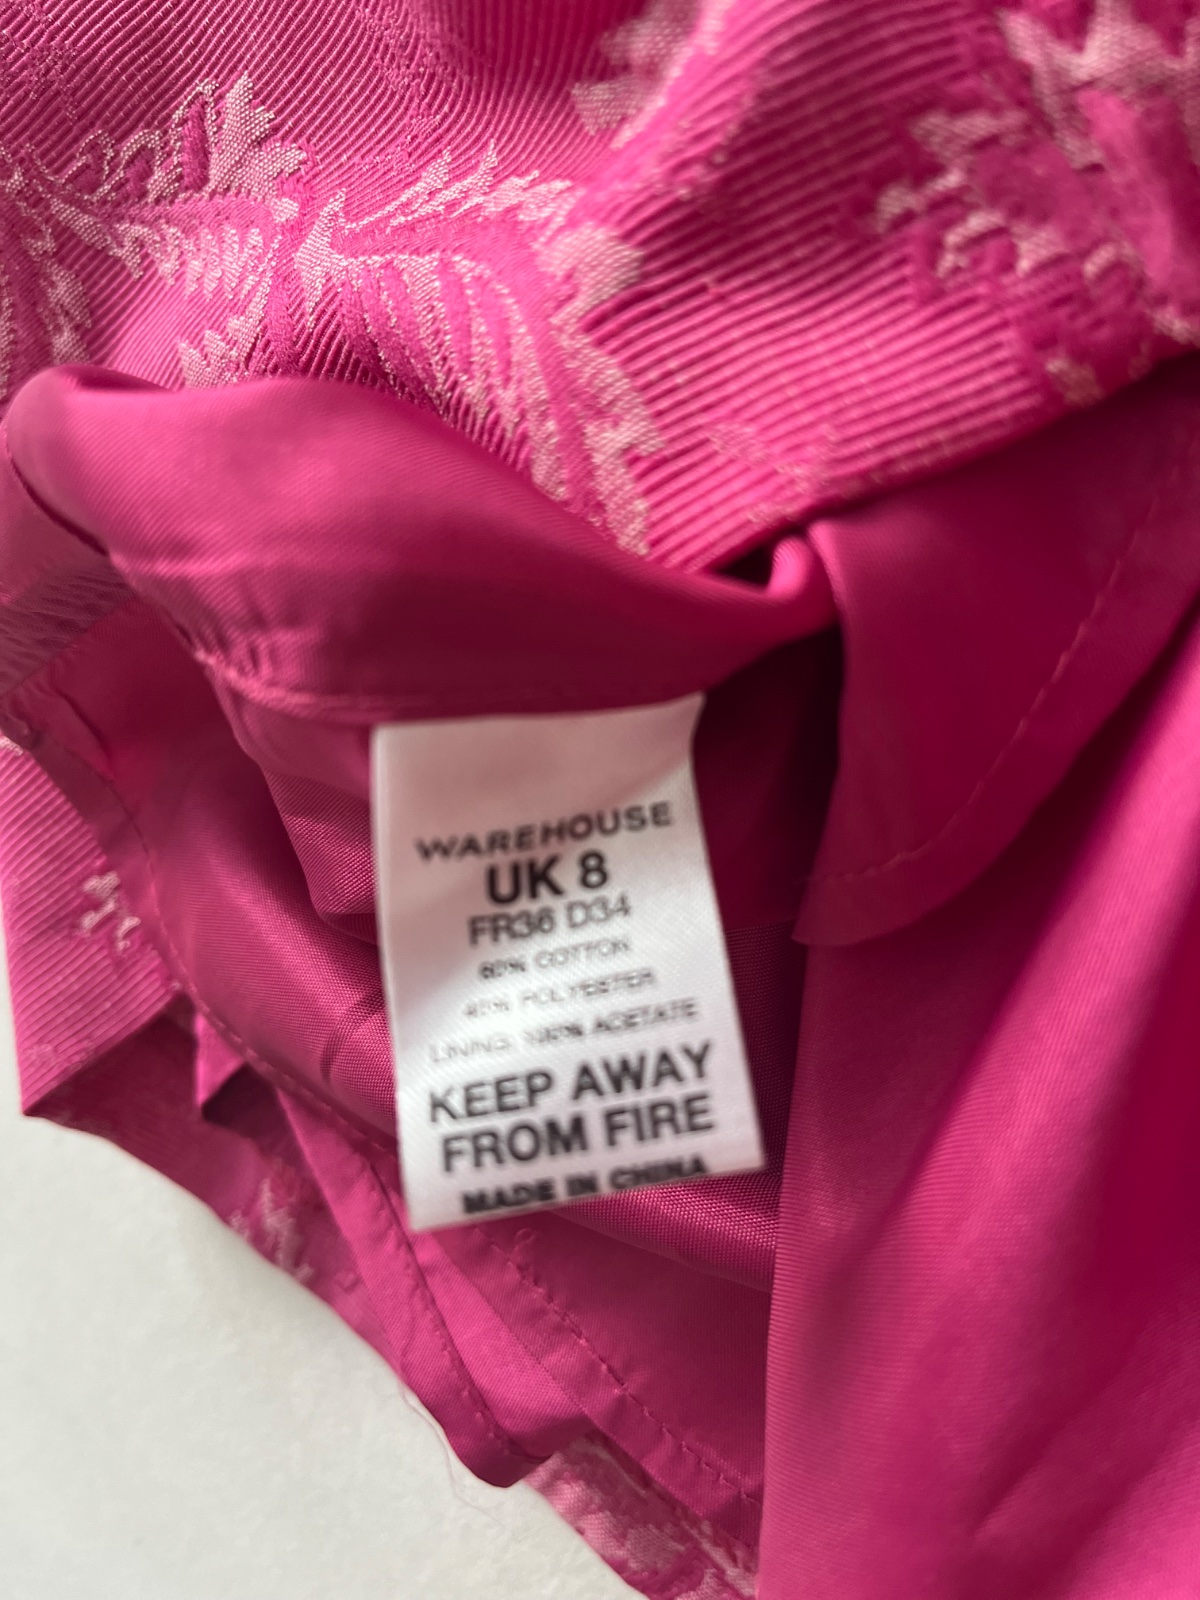 WAREHOUSE
UK 8
FR36 D34
60% COTTON
40% POLYESTER
LINING: 100% ACETATE
KEEP AWAY
FROM FIRE
MADE IN CHINA